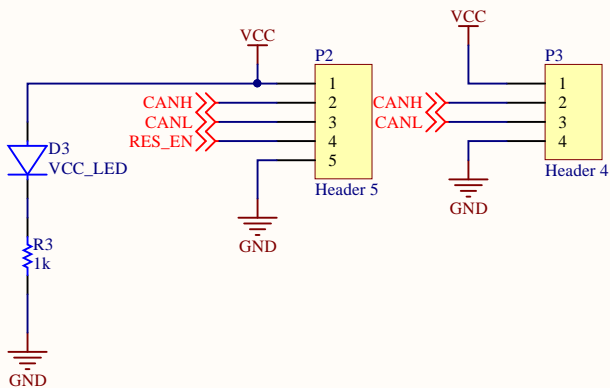 VCC
P2
1
CANH
2
CANL
3
RES_EN
4
5
Header 5
GND
VCC
P3
1
CANH
2
CANL
3
4
Header 4
GND
D3
VCC_LED
R3
1k
GND